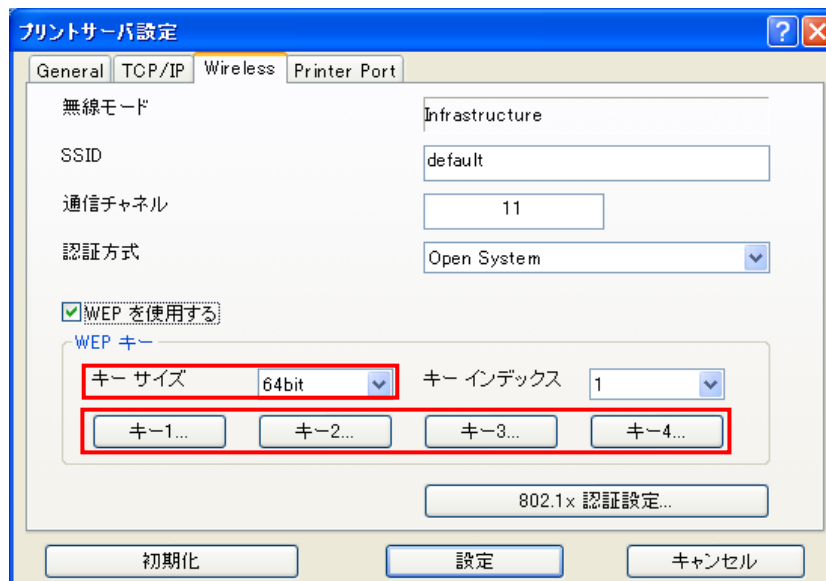 プリントサーバ設定
General TCP/IP Wireless Printer Port
無線モード Infrastructure
SSID default
通信チャネル 11
認証方式 Open System
WEP を使用する
WEP キー
キー サイズ 64bit キー インデックス 1
キー1... キー2... キー3... キー4...
802.1x 認証設定...
初期化 設定 キャンセル